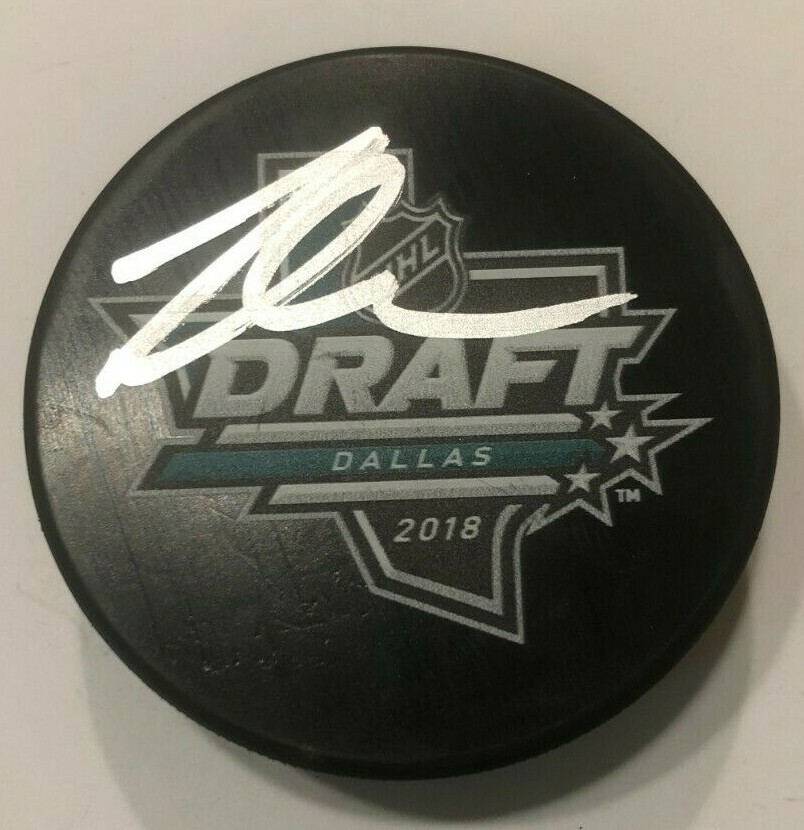 NHL
DRAFT
DALLAS
2018
TM